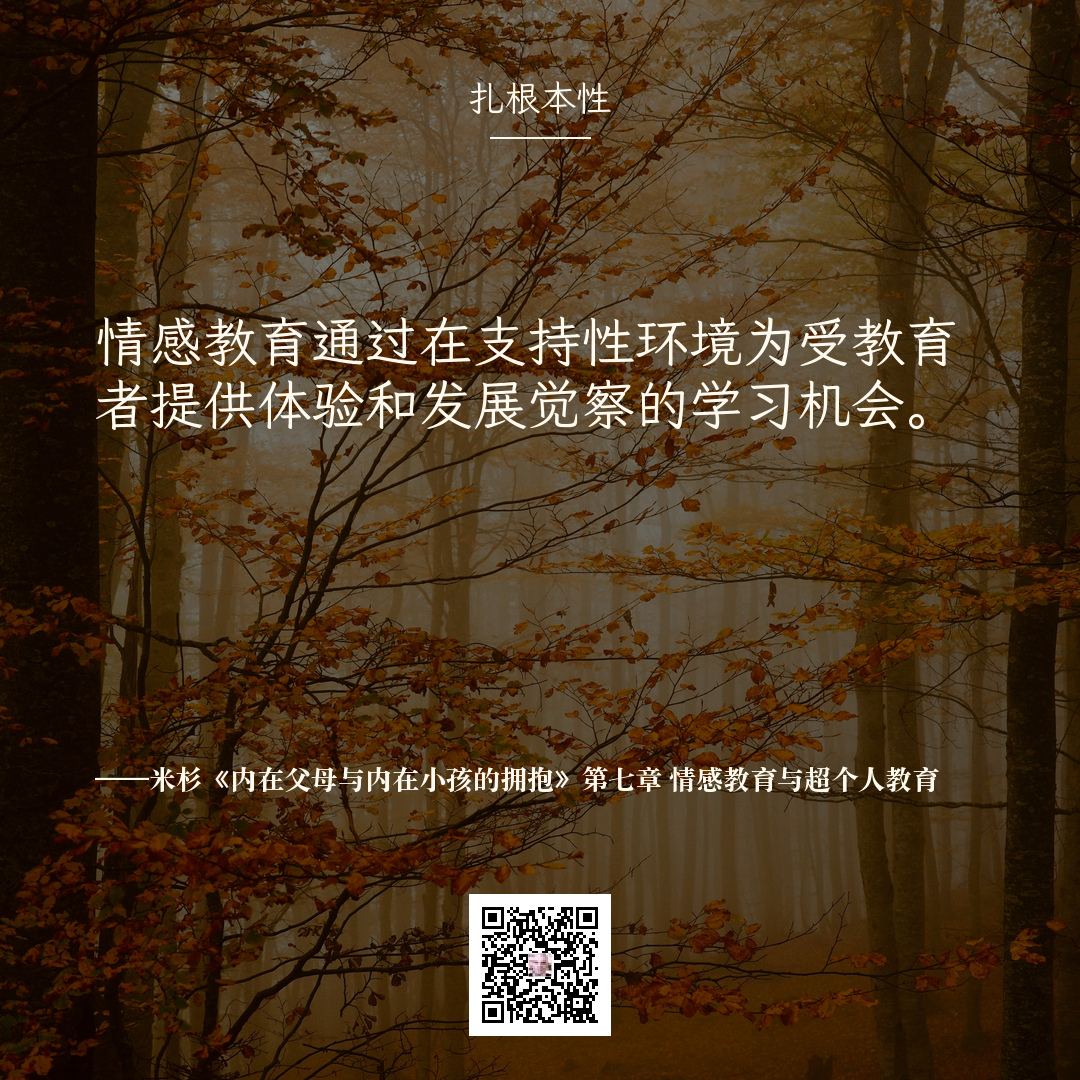 扎根本性
情感教育通过在支持性环境为受教育
者提供体验和发展觉察的学习机会。
——米杉《内在父母与内在小孩的拥抱》第七章 情感教育与超个人教育